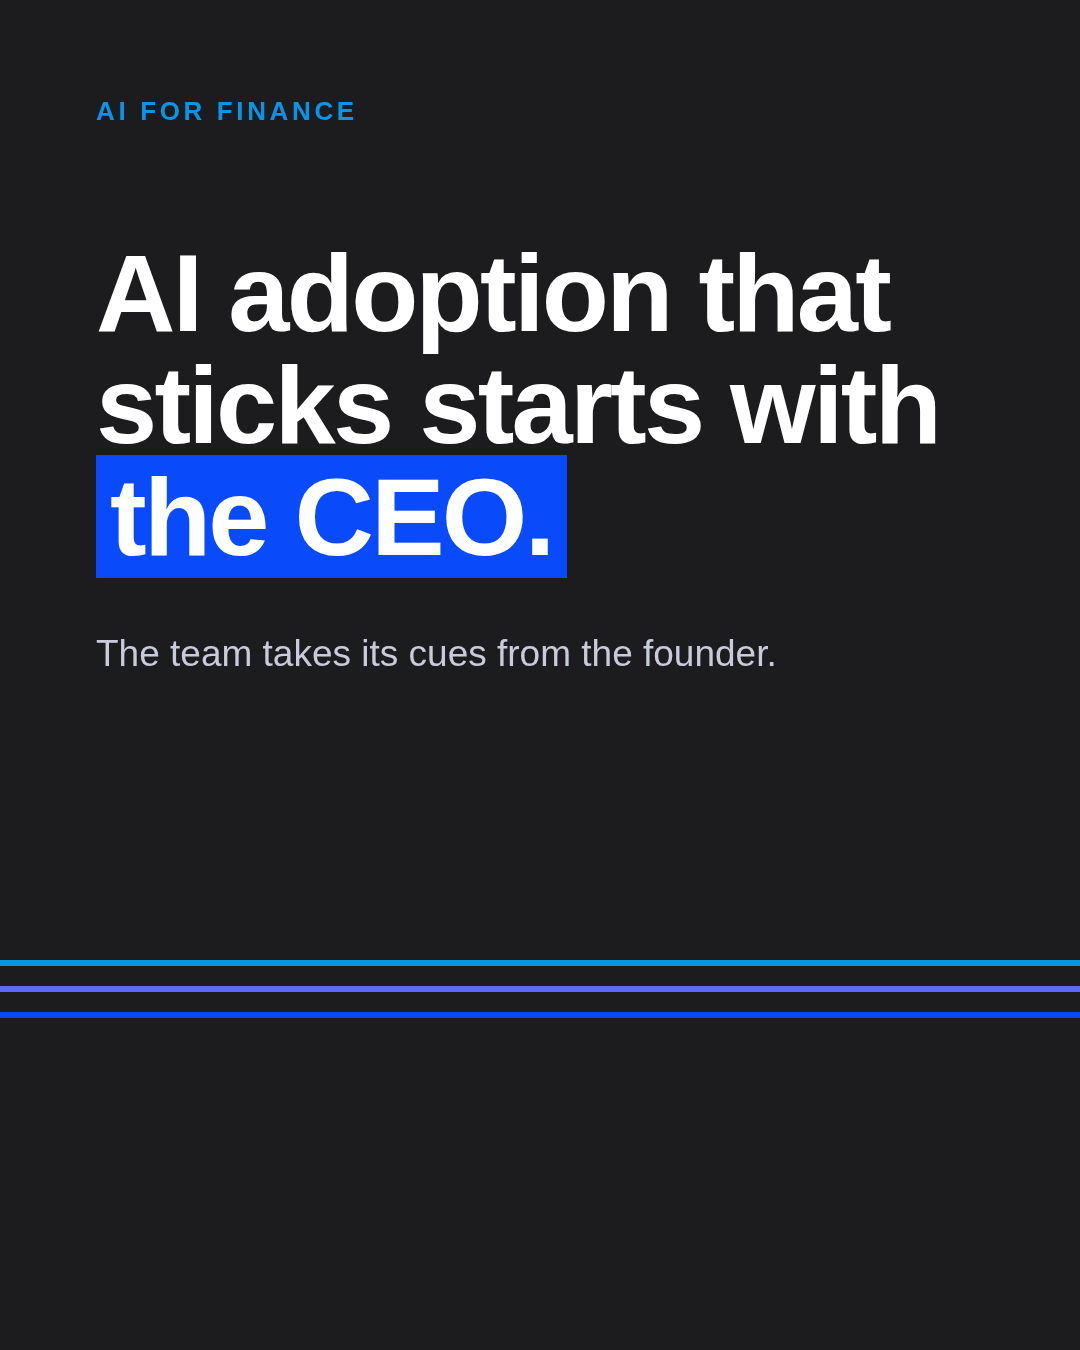 AI FOR FINANCE
AI adoption that
sticks starts with
the CEO.
The team takes its cues from the founder.